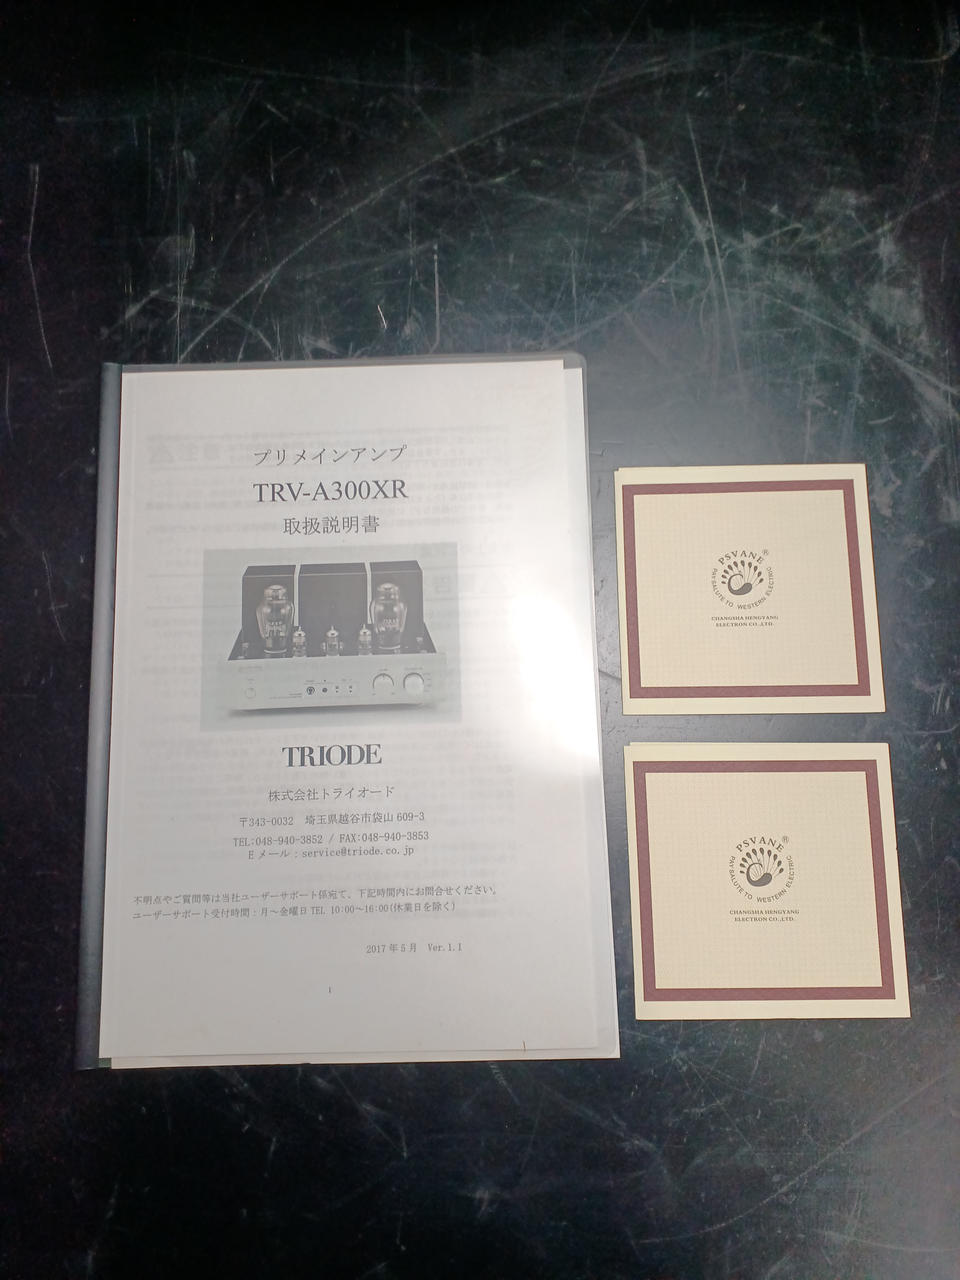 プリメインアンプ
TRV-A300XR
取扱説明書
TRIODE
株式会社トライオード
〒343-0032 埼玉県越谷市袋山 609-3
TEL:048-940-3852 / FAX:048-940-3853
Eメール : service@triode.co.jp
不明点やご質問等は当社ユーザーサポート係宛て、下記時間内にお問合せください。
ユーザーサポート受付時間：月～金曜日 TEL 10:00～16:00(休業日を除く)
2017 年 5 月 Ver.1.1
1
PSVANE®
PAY SALUTE TO WESTERN ELECTRIC
CHANGSHA HENGYANG
ELECTRON CO.,LTD.
PSVANE®
PAY SALUTE TO WESTERN ELECTRIC
CHANGSHA HENGYANG
ELECTRON CO.,LTD.